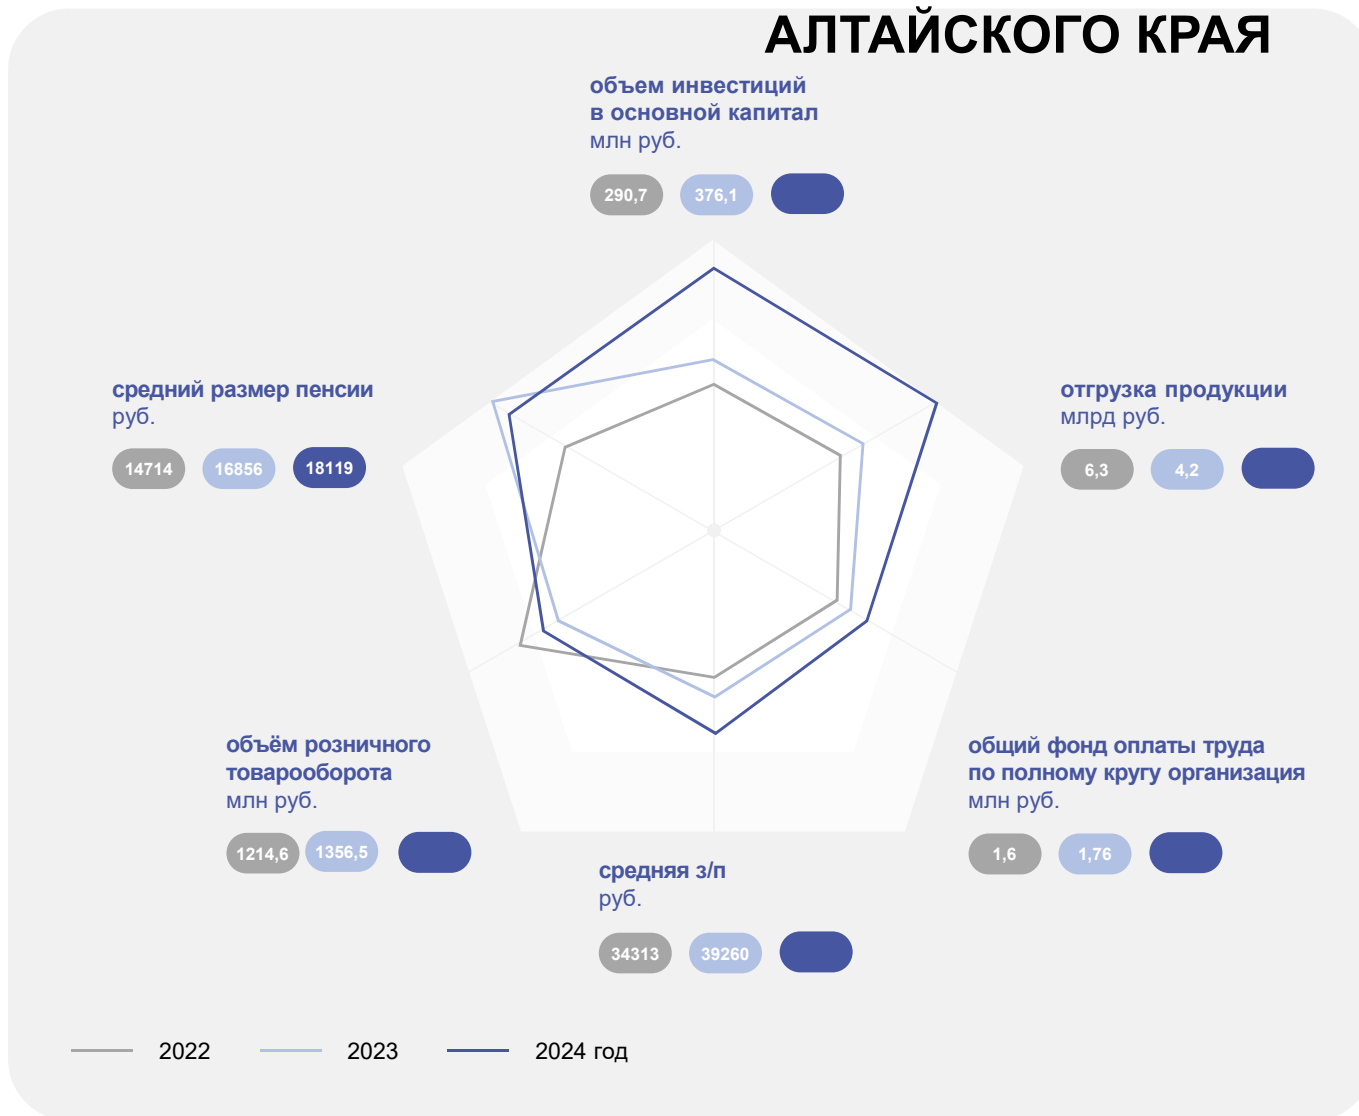 АЛТАЙСКОГО КРАЯ
объем инвестиций
в основной капитал
млн руб.
290,7 376,1
средний размер пенсии
руб.
14714 16856 18119
отгрузка продукции
млрд руб.
6,3 4,2
объём розничного
товарооборота
млн руб.
1214,6 1356,5
общий фонд оплаты труда
по полному кругу организация
млн руб.
1,6 1,76
средняя з/п
руб.
34313 39260
2022 2023 2024 год